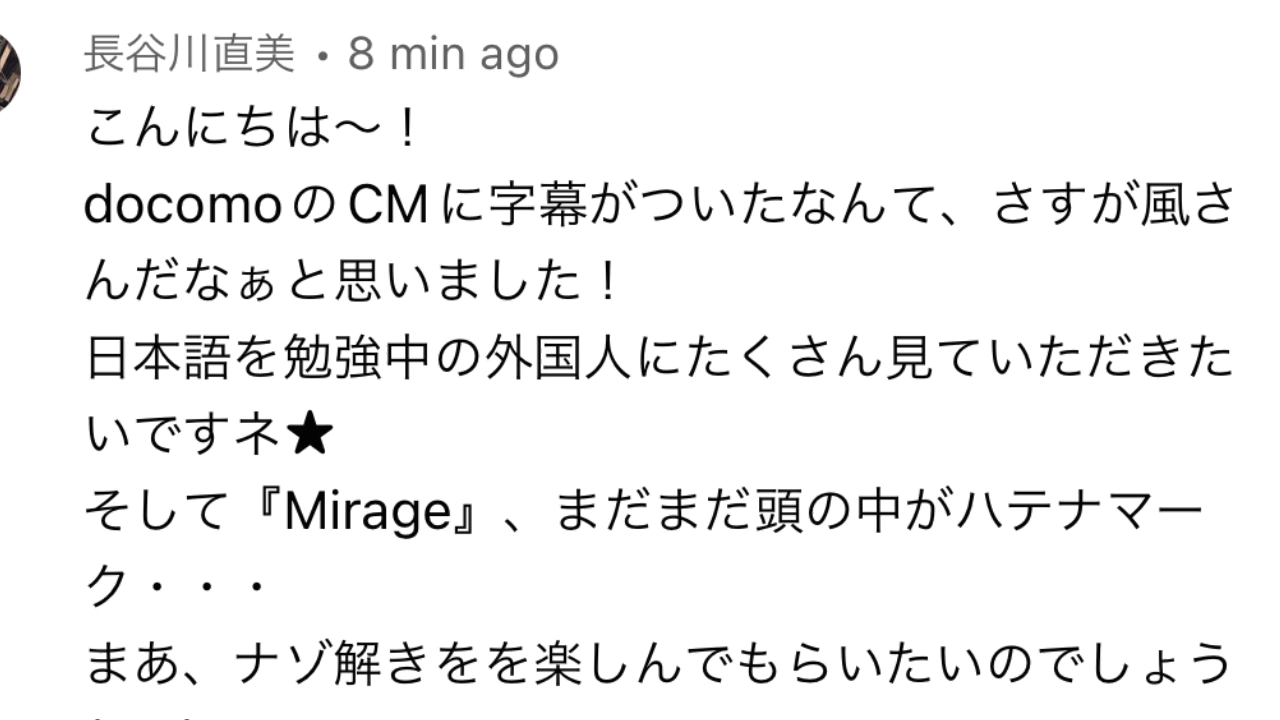 長谷川直美・8 min ago
こんにちは〜！
docomoのCMに字幕がついたなんて、さすが風さ
んだなぁと思いました！
日本語を勉強中の外国人にたくさん見ていただきた
いですネ★
そして『Mirage』、まだまだ頭の中がハテナマー
ク・・・
まあ、ナゾ解きをを楽しんでもらいたいのでしょう